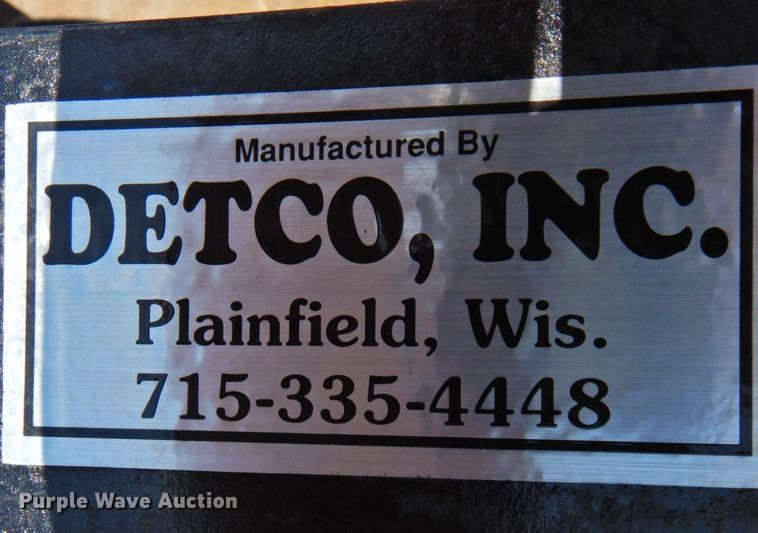 Manufactured By
DETCO, INC.
Plainfield, Wis.
715-335-4448
Purple Wave Auction